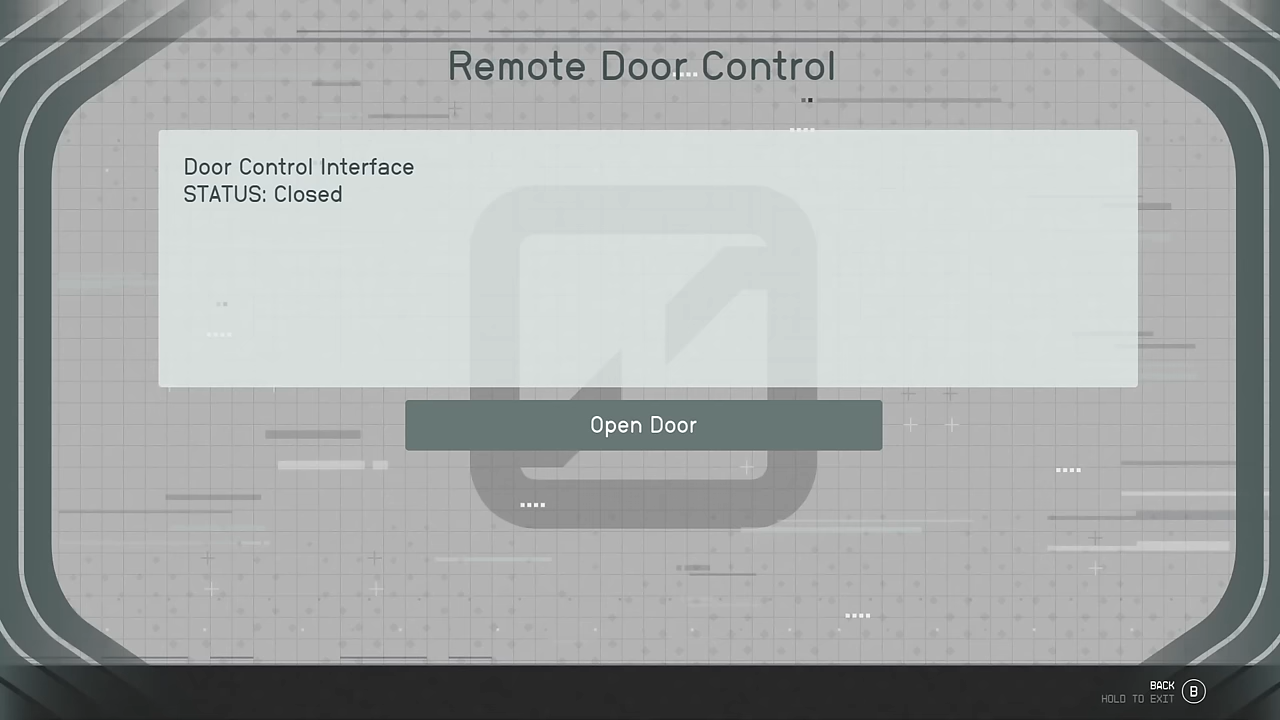 Remote Door Control
Door Control Interface
STATUS: Closed
Open Door
BACK
HOLD TO EXIT
B